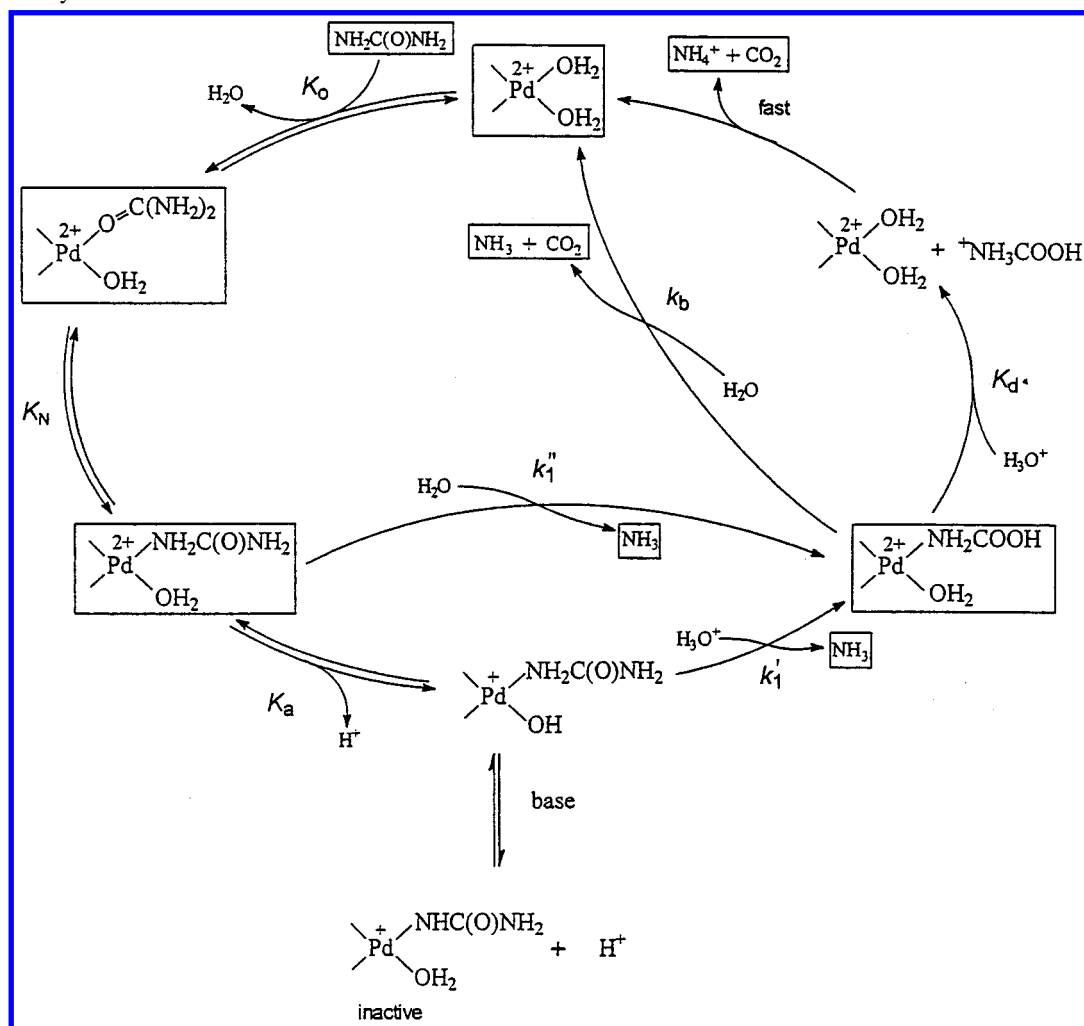 NH2C(O)NH2
H2O
Ko
2+
Pd
OH2
OH2
NH4+ + CO2
fast
2+
Pd
O=C(NH2)2
OH2
NH3 + CO2
kb
H2O
2+
Pd
OH2
OH2
+ +NH3COOH
Kd
H3O+
KN
k1''
H2O
NH3
2+
Pd
NH2C(O)NH2
OH2
2+
Pd
NH2COOH
OH2
H3O+
NH3
k1'
Ka
H+
+
Pd
NH2C(O)NH2
OH
base
+
Pd
NHC(O)NH2
OH2
+ H+
inactive